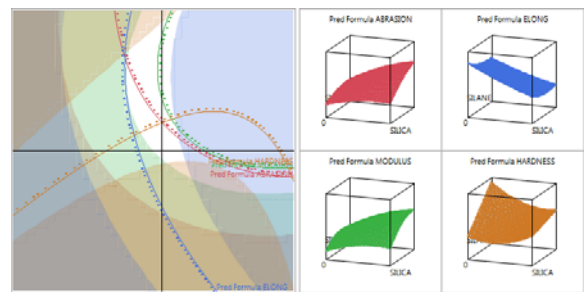 Pred Formula HARDNESS
Pred Formula ABRASION
Pred Formula ELONG
Pred Formula ABRASION
0
SILICA
Pred Formula ELONG
SILANE
0
SILICA
Pred Formula MODULUS
0
SILICA
Pred Formula HARDNESS
0
SILICA